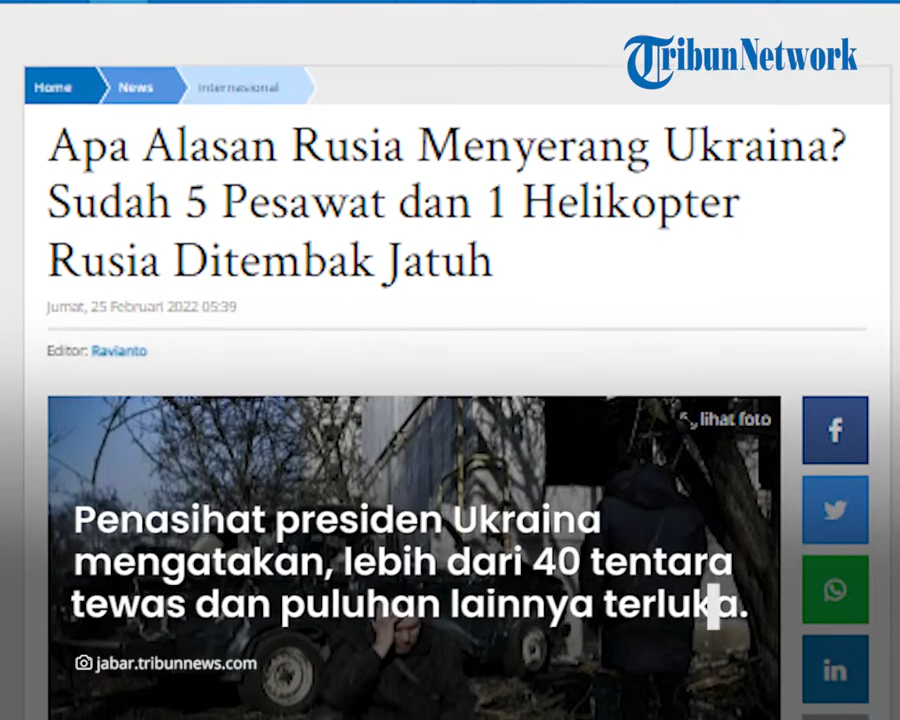 TribunNetwork
Home News Internasional
Apa Alasan Rusia Menyerang Ukraina?
Sudah 5 Pesawat dan 1 Helikopter
Rusia Ditembak Jatuh
Jumat, 25 Februari 2022 05:39
Editor: Ravianto
lihat foto
Penasihat presiden Ukraina
mengatakan, lebih dari 40 tentara
tewas dan puluhan lainnya terluka.
jabar.tribunnews.com